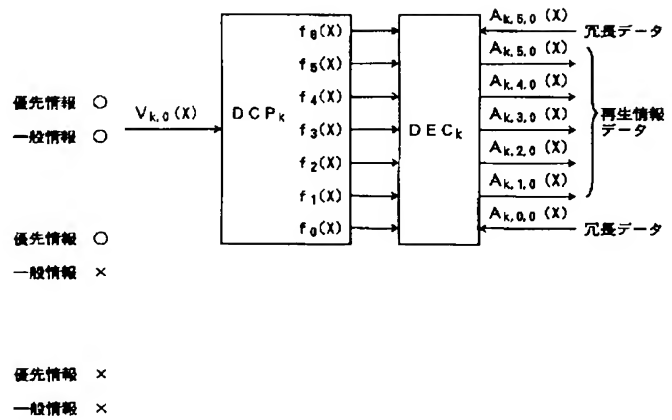 A_{k,5,0} (X)
f_6(X)
冗長データ
A_{k,5,0} (X)
f_5(X)
A_{k,4,0} (X)
優先情報 ○
V_{k,0}(X)
DCP_k
f_4(X)
DEC_k
A_{k,3,0} (X)
再生情報
データ
一般情報 ○
f_3(X)
A_{k,2,0} (X)
f_2(X)
A_{k,1,0} (X)
f_1(X)
A_{k,0,0} (X)
優先情報 ○
f_0(X)
冗長データ
一般情報 ×
優先情報 ×
一般情報 ×